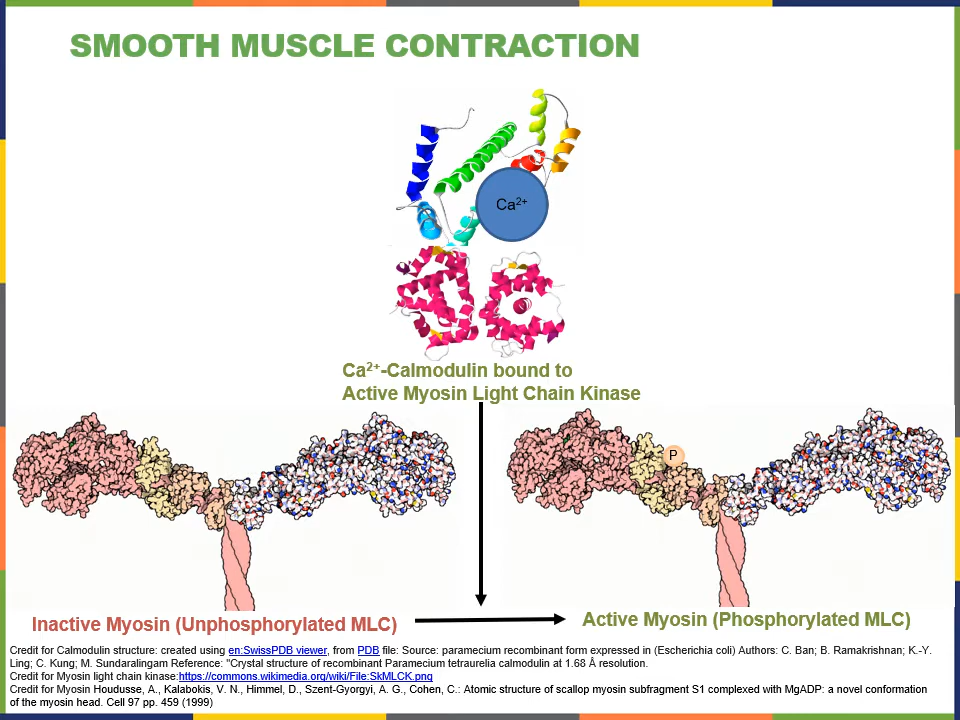 SMOOTH MUSCLE CONTRACTION
Ca²⁺
Ca²⁺-Calmodulin bound to
Active Myosin Light Chain Kinase
P
Inactive Myosin (Unphosphorylated MLC)
Active Myosin (Phosphorylated MLC)
Credit for Calmodulin structure: created using en:SwissPDB viewer, from PDB file: Source: paramecium recombinant form expressed in (Escherichia coli) Authors: C. Ban; B. Ramakrishnan; K.-Y.
Ling; C. Kung; M. Sundaralingam Reference: "Crystal structure of recombinant Paramecium tetraurelia calmodulin at 1.68 Å resolution.
Credit for Myosin light chain kinase:https://commons.wikimedia.org/wiki/File:SkMLCK.png
Credit for Myosin Houdusse, A., Kalabokis, V. N., Himmel, D., Szent-Gyorgyi, A. G., Cohen, C.: Atomic structure of scallop myosin subfragment S1 complexed with MgADP: a novel conformation
of the myosin head. Cell 97 pp. 459 (1999)